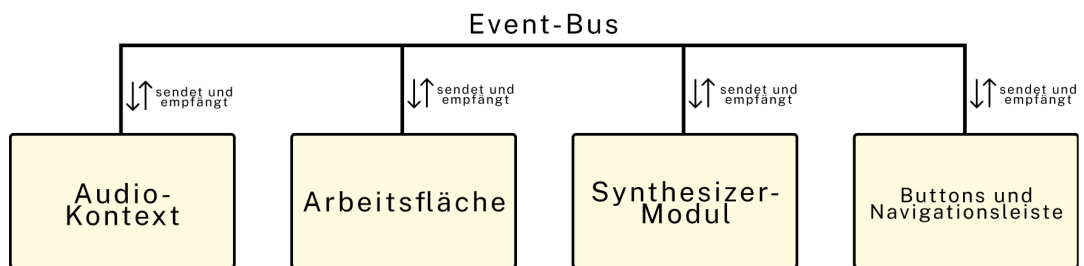 Event-Bus
sendet und
empfängt
sendet und
empfängt
sendet und
empfängt
sendet und
empfängt
Audio-
Kontext
Arbeitsfläche
Synthesizer-
Modul
Buttons und
Navigationsleiste